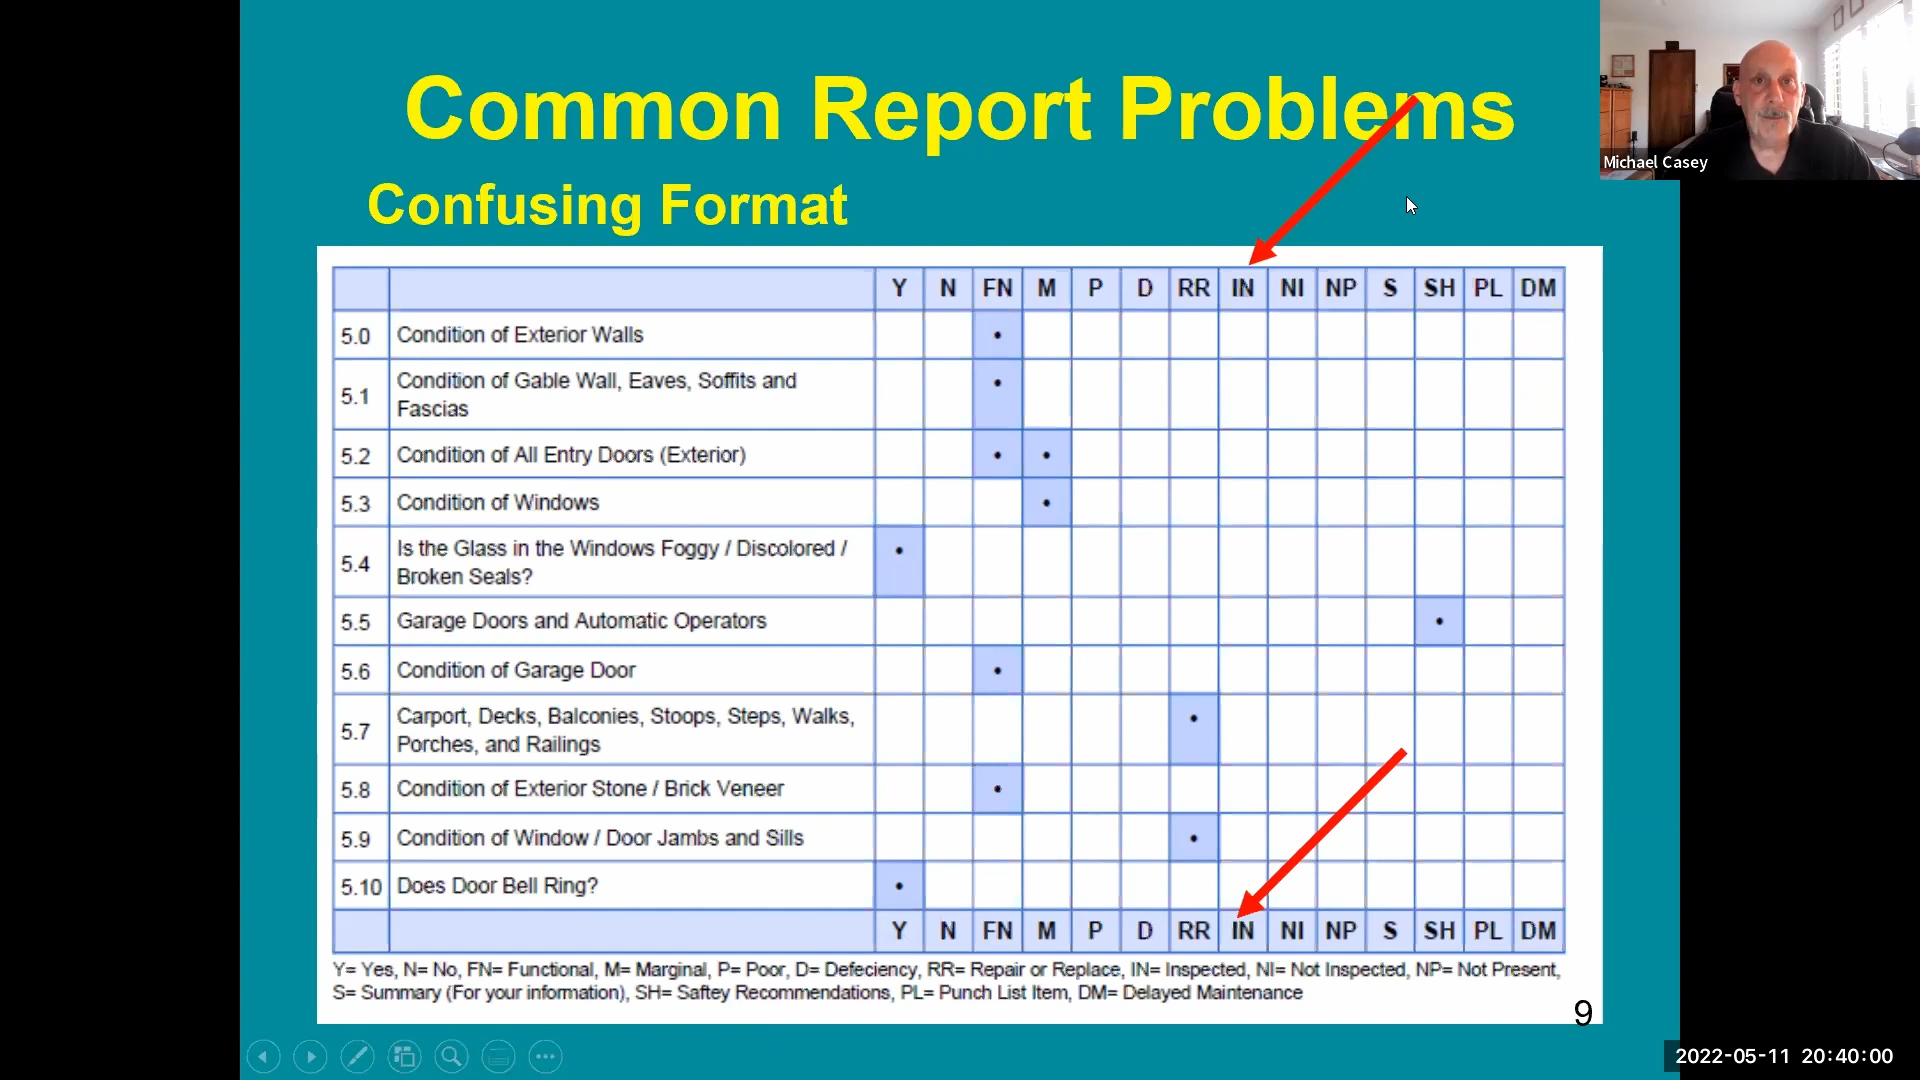 Common Report Problems
Michael Casey
Confusing Format
Y N FN M P D RR IN NI NP S SH PL DM
5.0 Condition of Exterior Walls •
5.1 Condition of Gable Wall, Eaves, Soffits and
Fascias •
5.2 Condition of All Entry Doors (Exterior) • •
5.3 Condition of Windows •
5.4 Is the Glass in the Windows Foggy / Discolored /
Broken Seals? •
5.5 Garage Doors and Automatic Operators •
5.6 Condition of Garage Door •
5.7 Carport, Decks, Balconies, Stoops, Steps, Walks,
Porches, and Railings •
5.8 Condition of Exterior Stone / Brick Veneer •
5.9 Condition of Window / Door Jambs and Sills •
5.10 Does Door Bell Ring? •
Y N FN M P D RR IN NI NP S SH PL DM
Y= Yes, N= No, FN= Functional, M= Marginal, P= Poor, D= Defeciency, RR= Repair or Replace, IN= Inspected, NI= Not Inspected, NP= Not Present,
S= Summary (For your information), SH= Saftey Recommendations, PL= Punch List Item, DM= Delayed Maintenance
9
2022-05-11 20:40:00